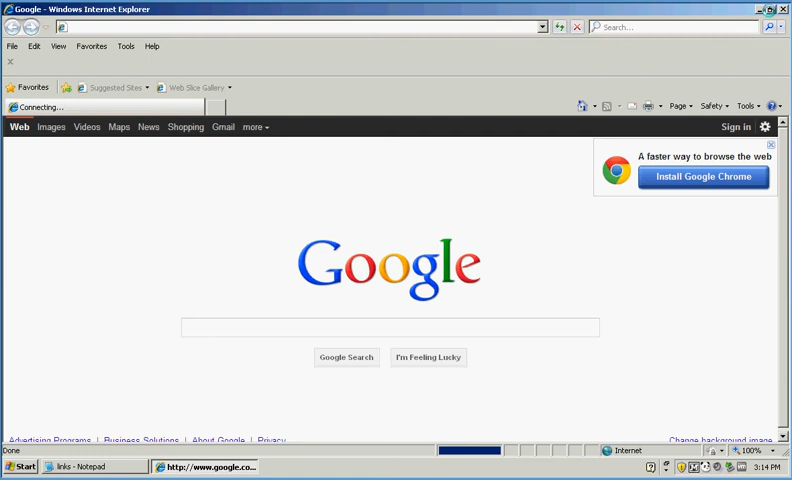 Google - Windows Internet Explorer
Search...
File Edit View Favorites Tools Help
Favorites Suggested Sites Web Slice Gallery
Connecting...
Page Safety Tools
Web Images Videos Maps News Shopping Gmail more Sign in
A faster way to browse the web
Install Google Chrome
Google
Google Search I'm Feeling Lucky
Advertising Programs Business Solutions About Google Privacy Change background image
Done Internet 100%
Start links - Notepad http://www.google.co... 3:14 PM